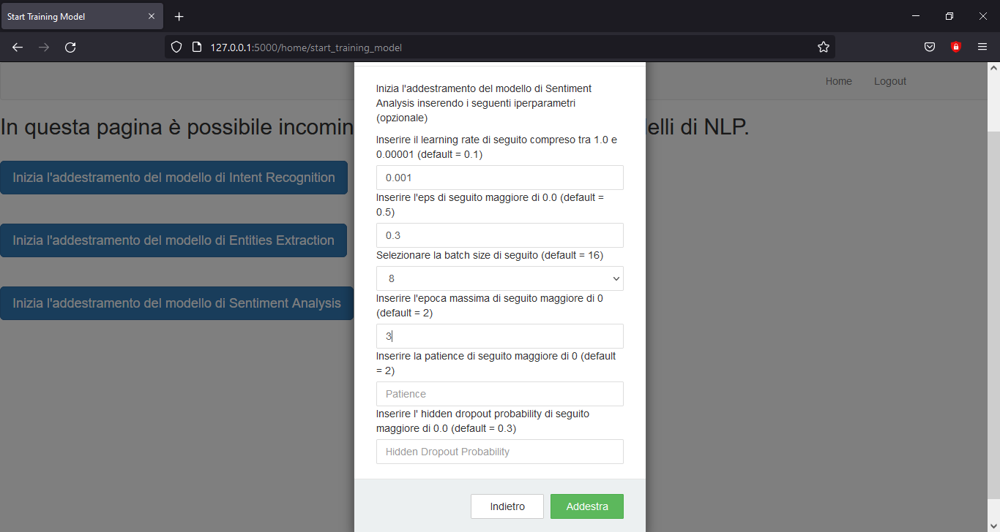 Start Training Model
127.0.0.1:5000/home/start_training_model
Home
Logout
In questa pagina è possibile incomin
elli di NLP.
Inizia l'addestramento del modello di Intent Recognition
Inizia l'addestramento del modello di Entities Extraction
Inizia l'addestramento del modello di Sentiment Analysis
Inizia l'addestramento del modello di Sentiment
Analysis inserendo i seguenti iperparametri
(opzionale)
Inserire il learning rate di seguito compreso tra 1.0 e
0.00001 (default = 0.1)
0.001
Inserire l'eps di seguito maggiore di 0.0 (default =
0.5)
0.3
Selezionare la batch size di seguito (default = 16)
8
Inserire l'epoca massima di seguito maggiore di 0
(default = 2)
3
Inserire la patience di seguito maggiore di 0 (default
= 2)
Patience
Inserire l' hidden dropout probability di seguito
maggiore di 0.0 (default = 0.3)
Hidden Dropout Probability
Indietro
Addestra